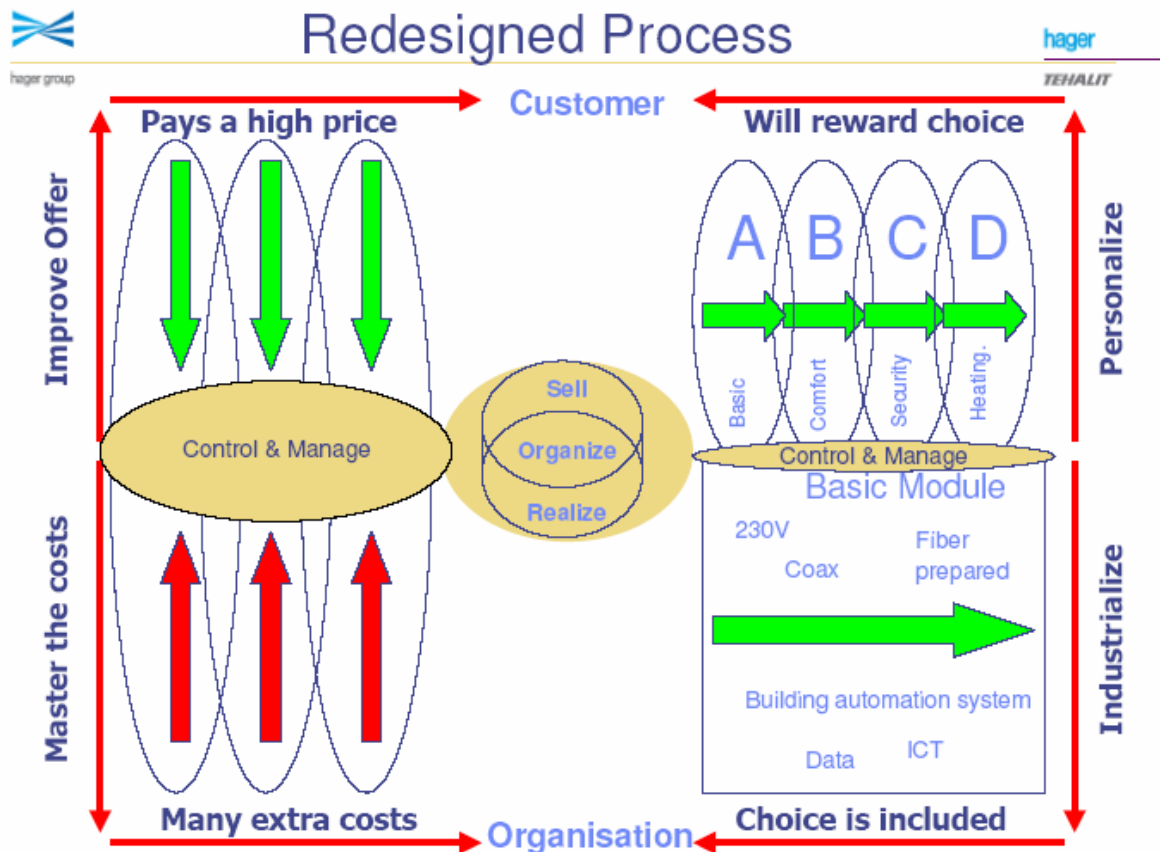 Redesigned Process
hager group
hager
TEHALIT
Customer
Pays a high price
Will reward choice
Improve Offer
Master the costs
Personalize
Industrialize
A B C D
Basic
Comfort
Security
Heating.
Sell
Organize
Realize
Control & Manage
Control & Manage
Basic Module
230V
Coax
Fiber
prepared
Building automation system
Data
ICT
Many extra costs
Choice is included
Organisation